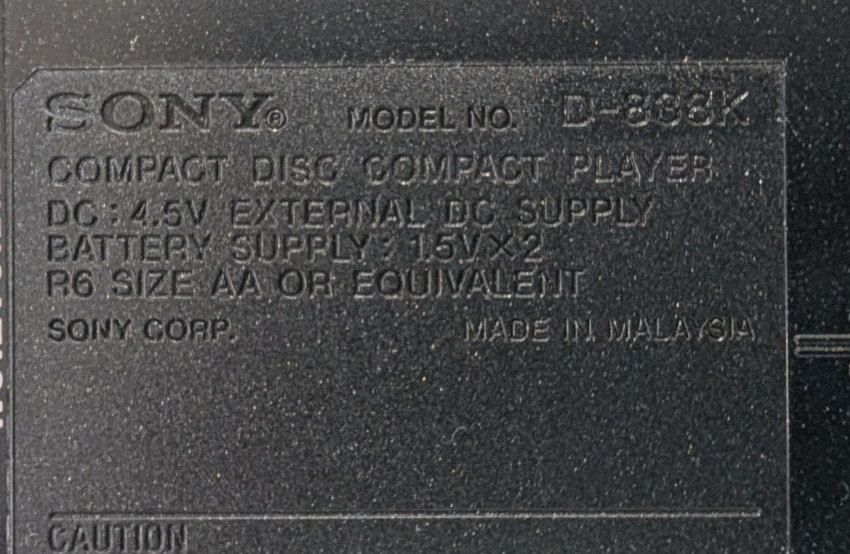 SONY® MODEL NO. D-838K
COMPACT DISC COMPACT PLAYER
DC : 4.5V EXTERNAL DC SUPPLY
BATTERY SUPPLY : 1.5V×2
R6 SIZE AA OR EQUIVALENT
SONY CORP. MADE IN MALAYSIA
CAUTION